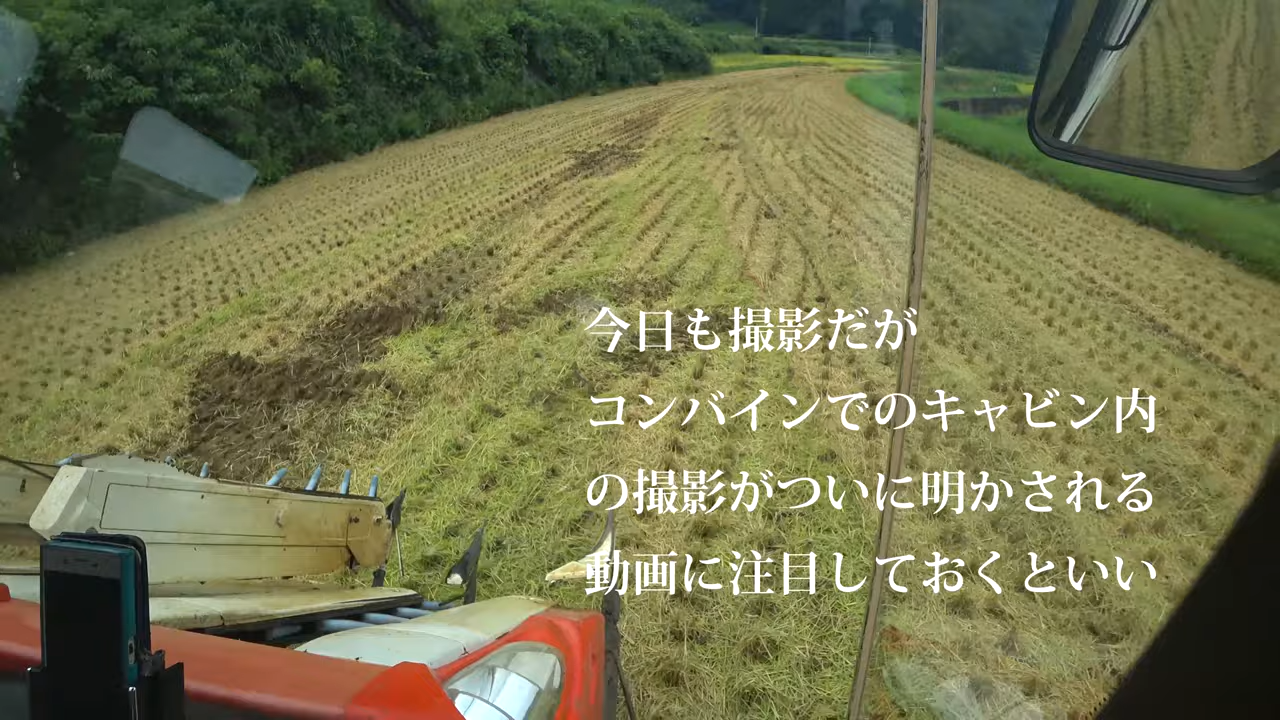 今日も撮影だが
コンバインでのキャビン内
の撮影がついに明かされる
動画に注目しておくといい